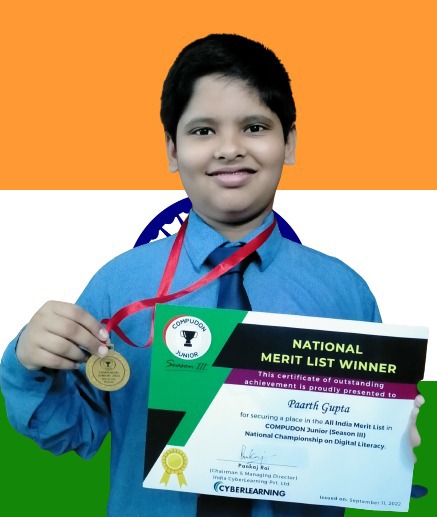 COMPUDON
JUNIOR
Season III
NATIONAL
MERIT LIST WINNER
This certificate of outstanding
achievement is proudly presented to
Paarth Gupta
for securing a place in the All India Merit List in
COMPUDON Junior (Season III)
National Championship on Digital Literacy.
Pankaj Rai
(Chairman & Managing Director)
India CyberLearning Pvt. Ltd.
CYBERLEARNING
Issued on: September 11, 2022